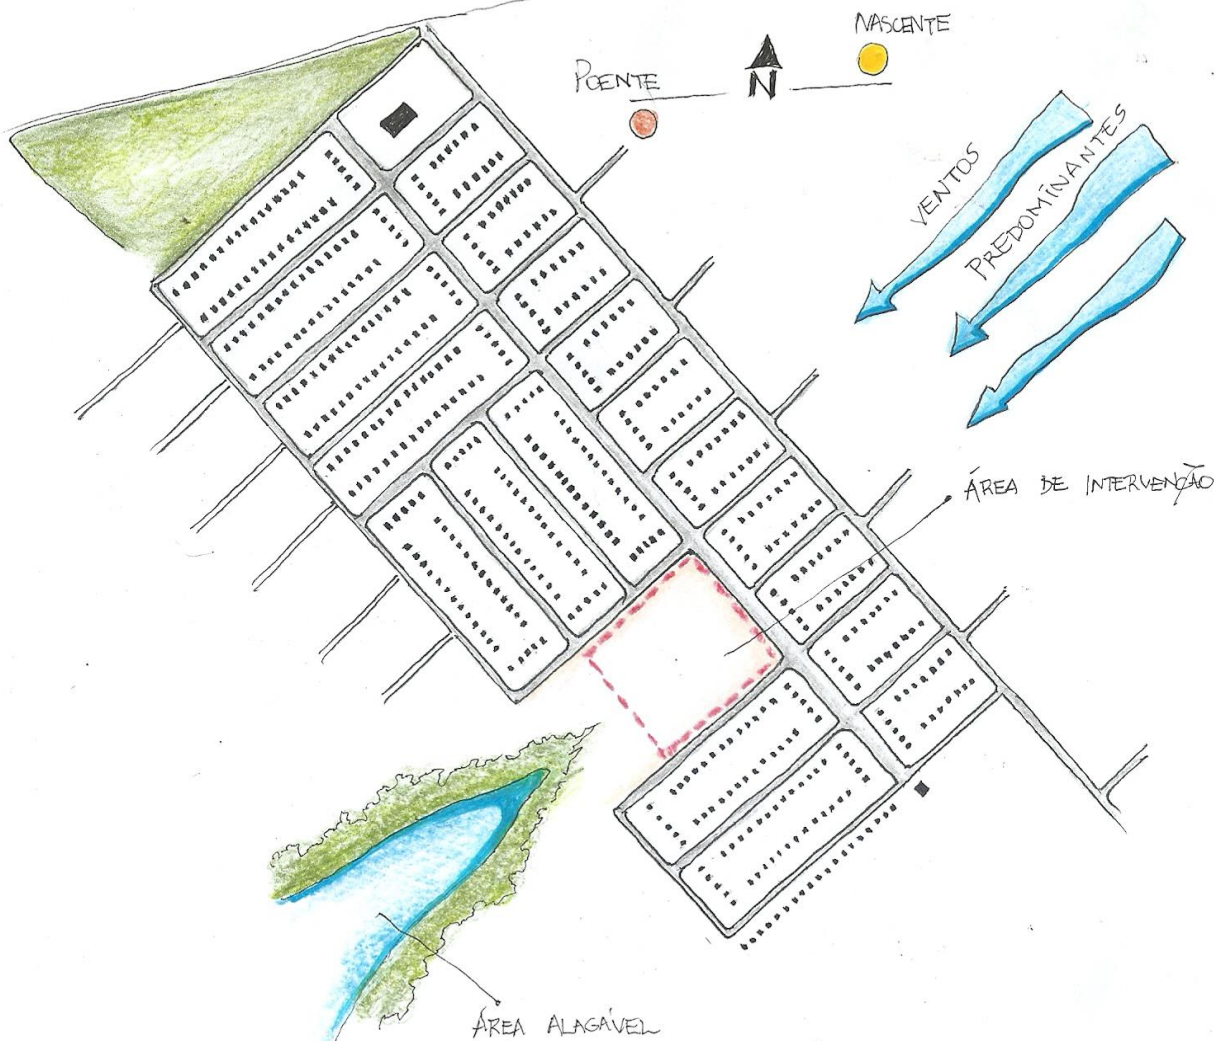 NASCENTE
POENTE
N
VENTOS
PREDOMINANTES
ÁREA DE INTERVENÇÃO
ÁREA ALAGÁVEL